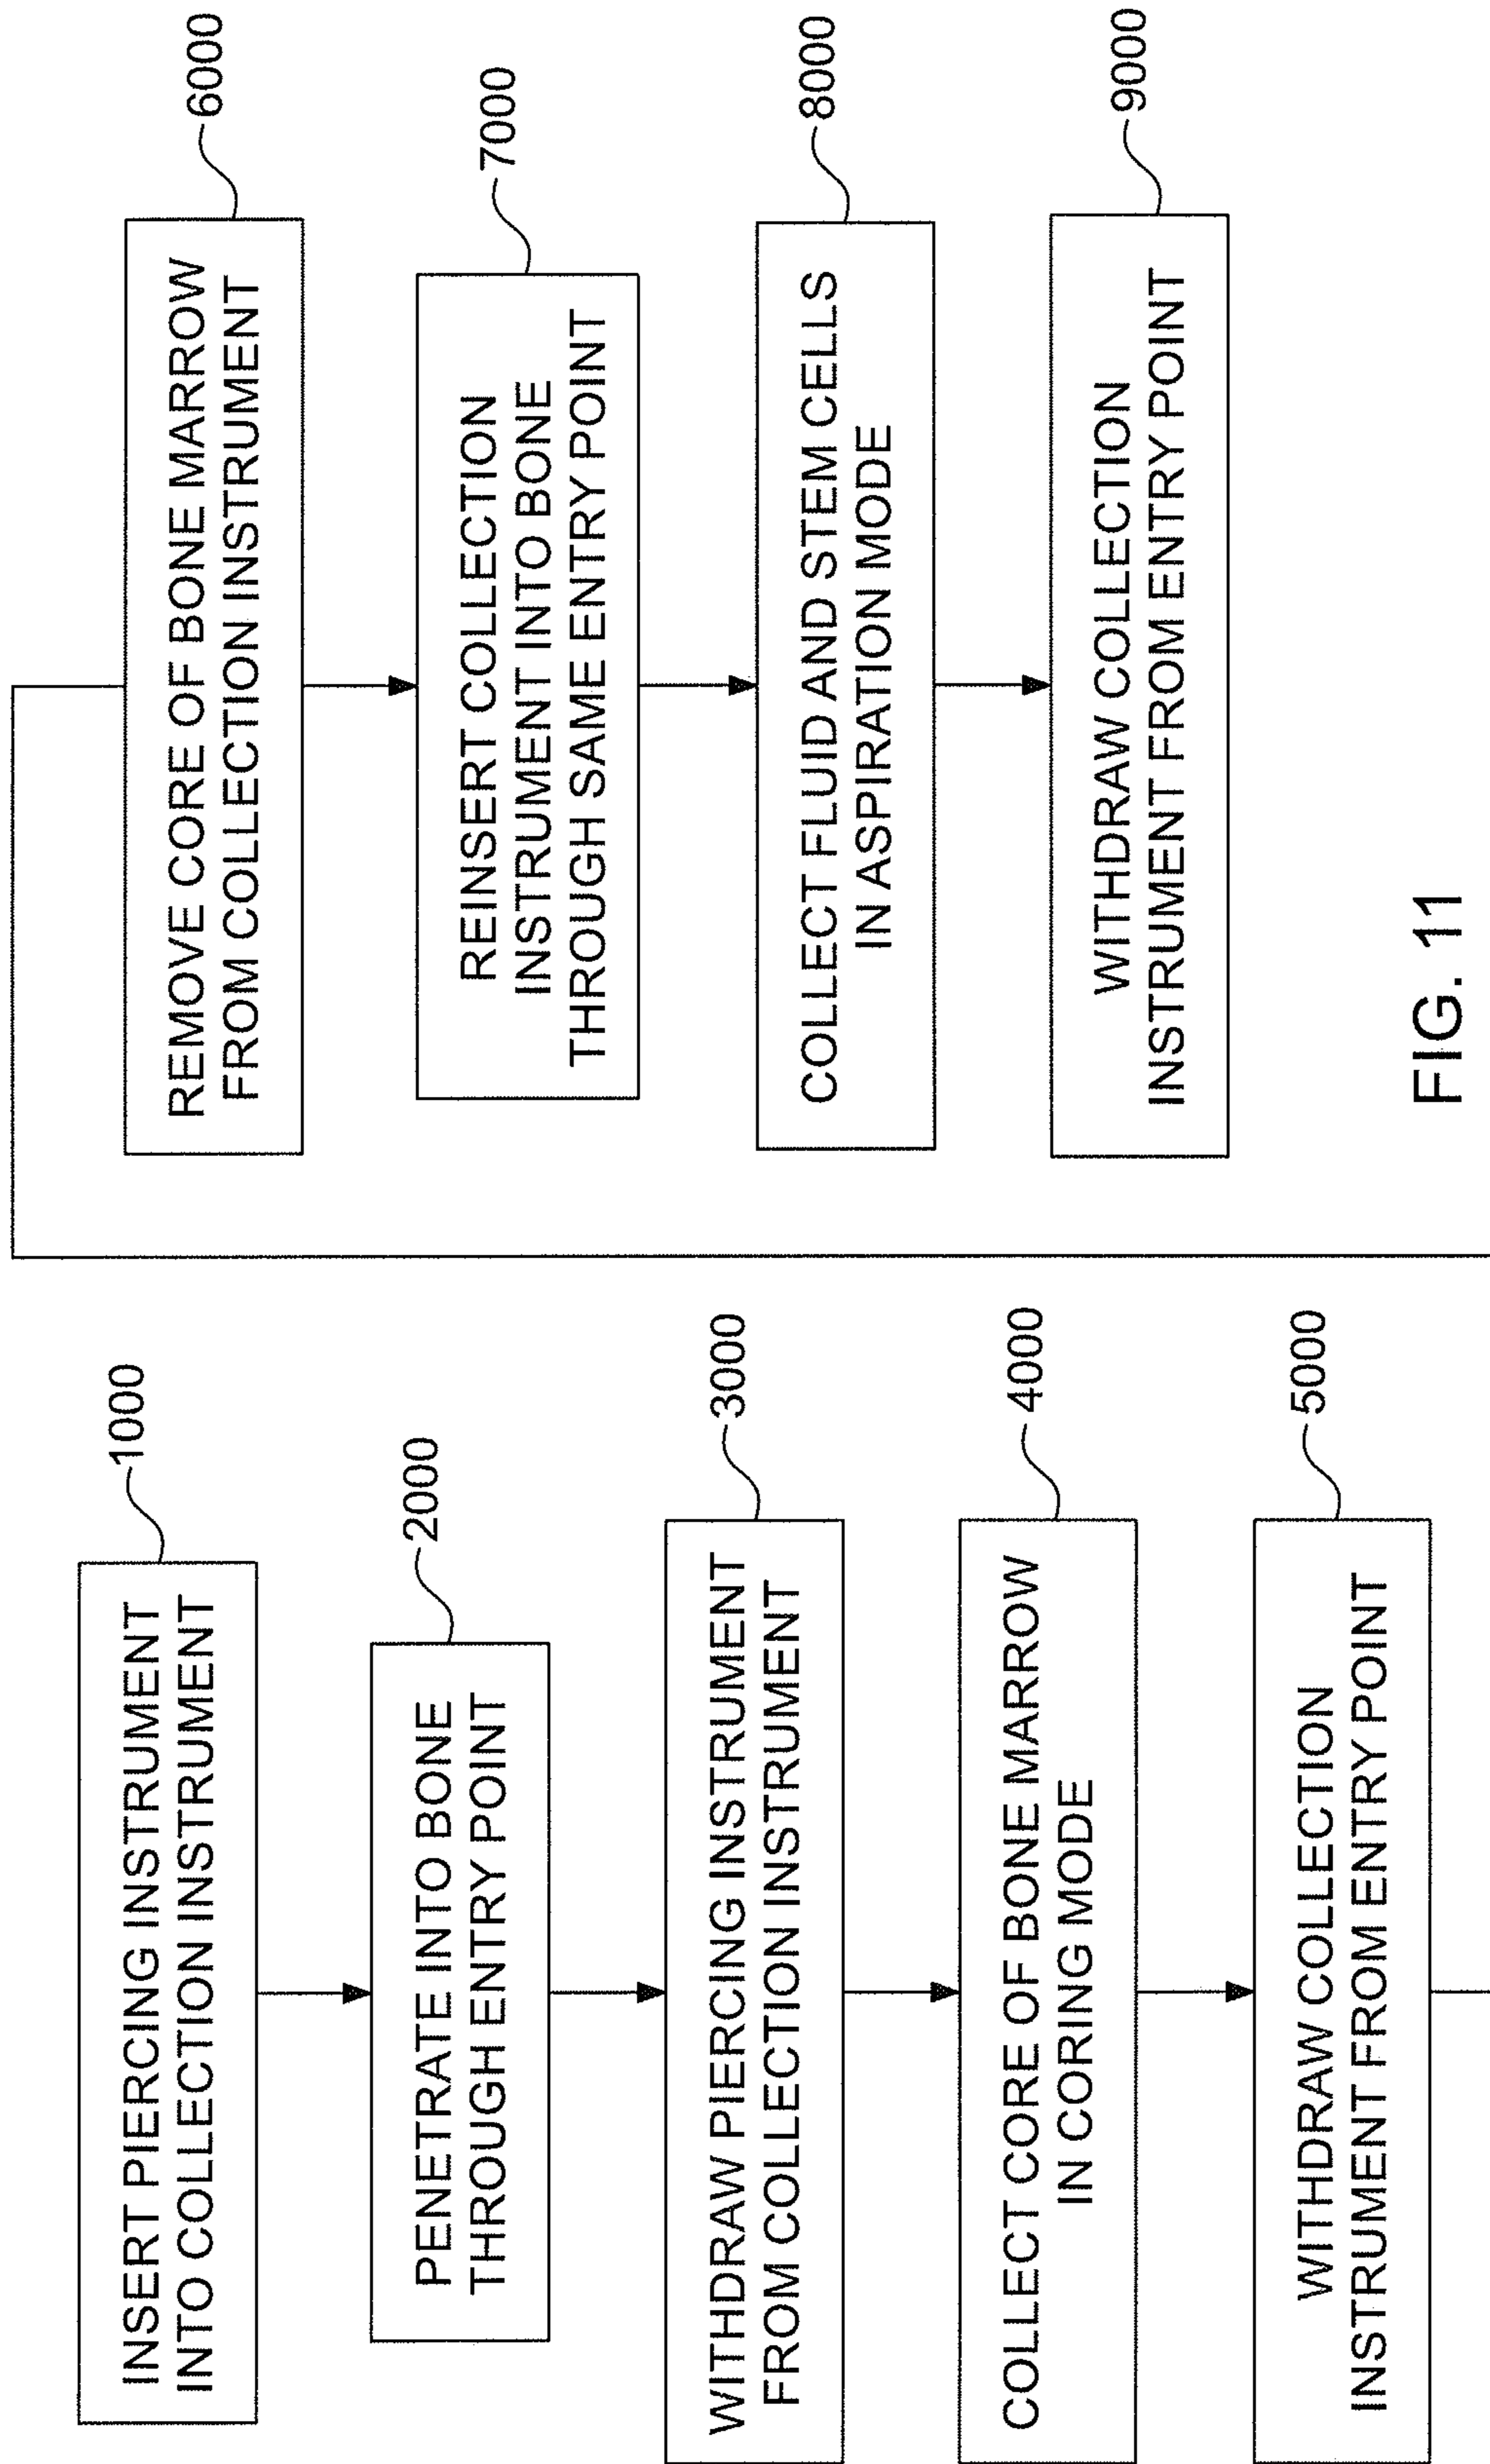 INSERT PIERCING INSTRUMENT
INTO COLLECTION INSTRUMENT
1000
PENETRATE INTO BONE
THROUGH ENTRY POINT
2000
WITHDRAW PIERCING INSTRUMENT
FROM COLLECTION INSTRUMENT
3000
COLLECT CORE OF BONE MARROW
IN CORING MODE
4000
WITHDRAW COLLECTION
INSTRUMENT FROM ENTRY POINT
5000
REMOVE CORE OF BONE MARROW
FROM COLLECTION INSTRUMENT
6000
REINSERT COLLECTION
INSTRUMENT INTO BONE
THROUGH SAME ENTRY POINT
7000
COLLECT FLUID AND STEM CELLS
IN ASPIRATION MODE
8000
WITHDRAW COLLECTION
INSTRUMENT FROM ENTRY POINT
9000
FIG. 11